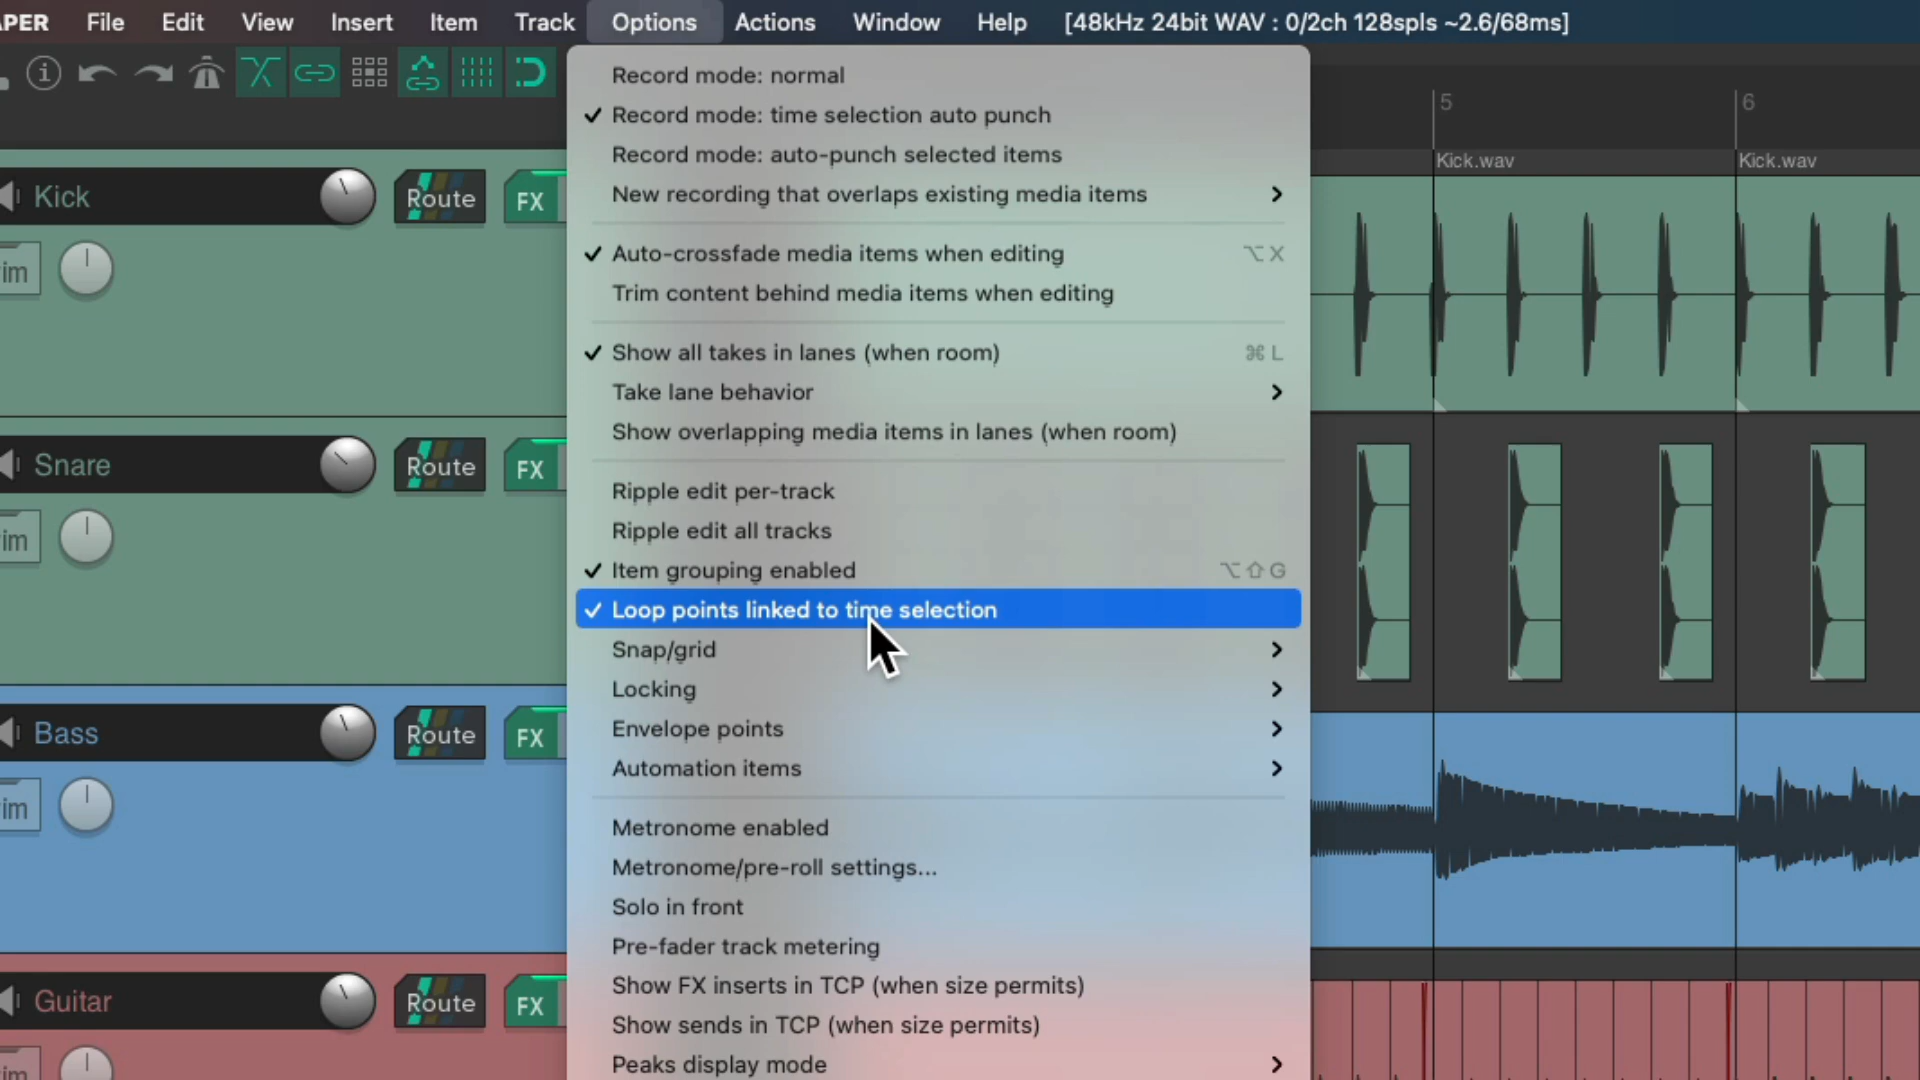 APER File Edit View Insert Item Track Options Actions Window Help [48kHz 24bit WAV : 0/2ch 128spls ~2.6/68ms]
Record mode: normal
✓ Record mode: time selection auto punch
Record mode: auto-punch selected items
New recording that overlaps existing media items
✓ Auto-crossfade media items when editing ⌥X
Trim content behind media items when editing
✓ Show all takes in lanes (when room) ⌘L
Take lane behavior
Show overlapping media items in lanes (when room)
Ripple edit per-track
Ripple edit all tracks
✓ Item grouping enabled ⌥⇧G
✓ Loop points linked to time selection
Snap/grid
Locking
Envelope points
Automation items
Metronome enabled
Metronome/pre-roll settings...
Solo in front
Pre-fader track metering
Show FX inserts in TCP (when size permits)
Show sends in TCP (when size permits)
Peaks display mode
Kick Route FX
im
Snare Route FX
im
Bass Route FX
im
Guitar Route FX
im
5 6
Kick.wav Kick.wav